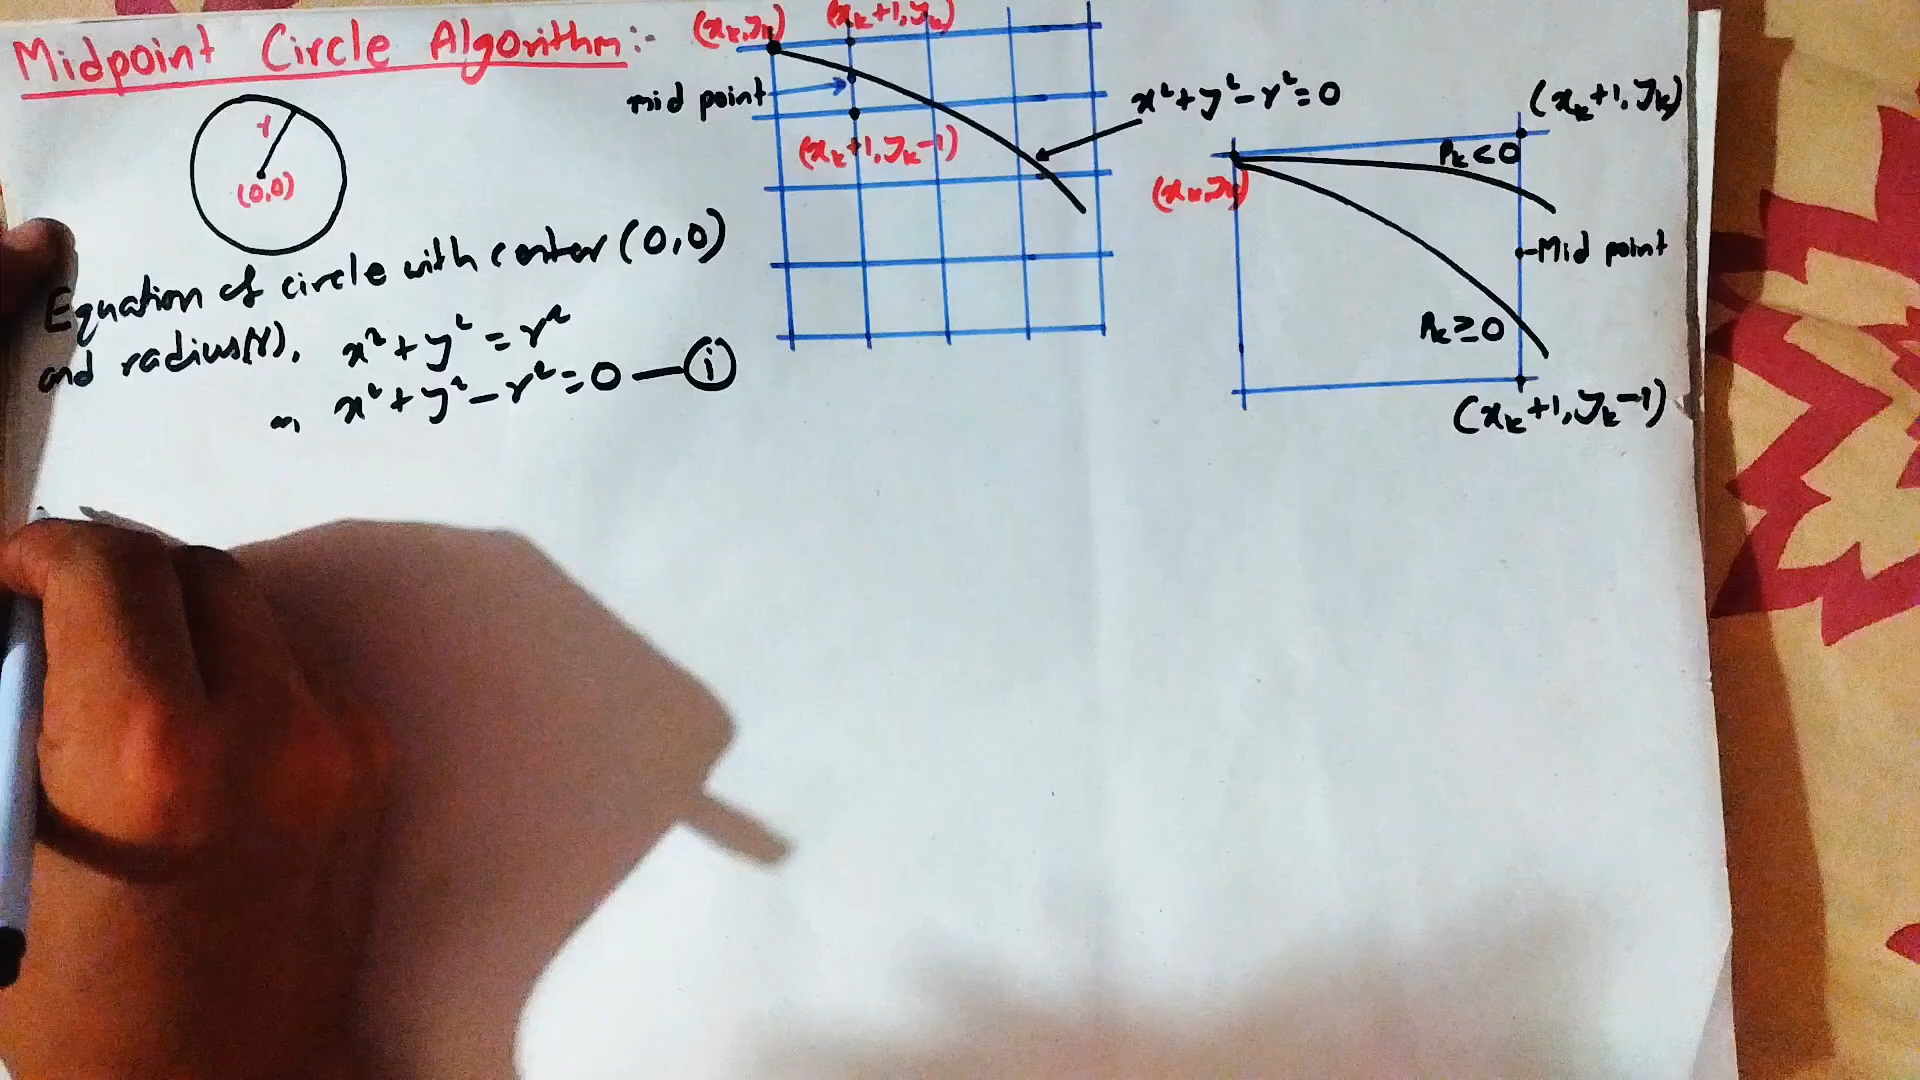 Midpoint Circle Algorithm:-
r
(0,0)
Equation of circle with center (0,0)
and radius(r), x² + y² = r²
or, x² + y² - r² = 0 — (i)
(xₖ,yₖ)
(xₖ+1,yₖ)
mid point
(xₖ+1,yₖ-1)
x²+y²-r²=0
(xₖ+1,yₖ)
Pₖ<0
(xₖ,yₖ)
Mid point
Pₖ≥0
(xₖ+1,yₖ-1)